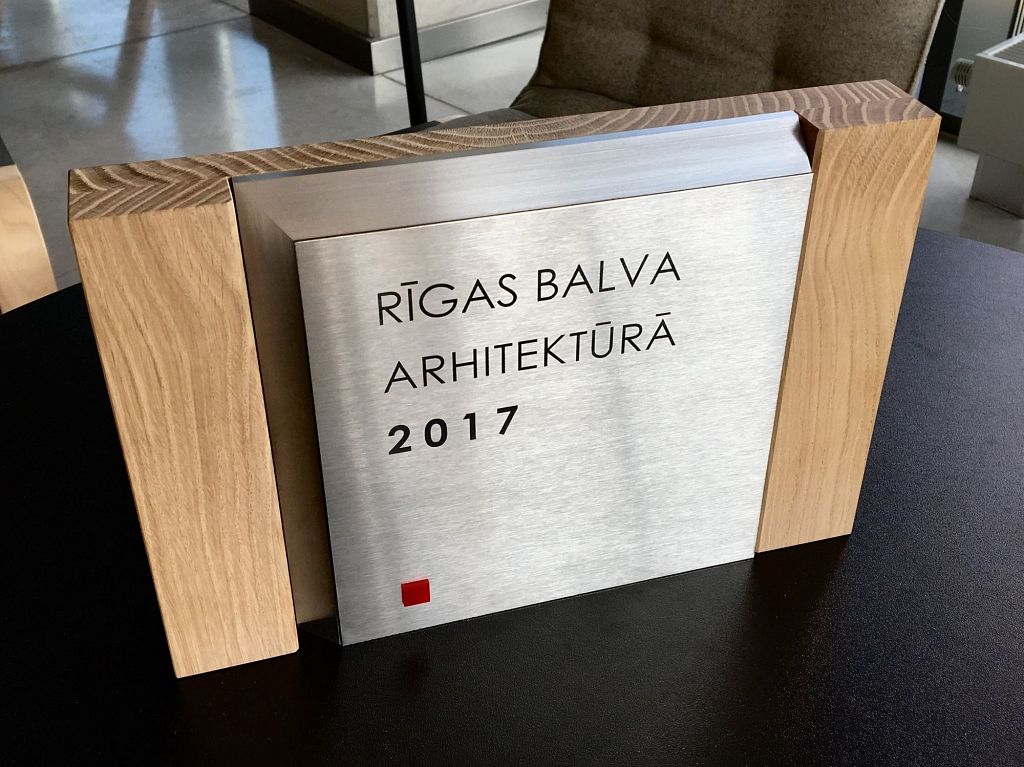 RĪGAS BALVA
ARHITEKTŪRĀ
2017